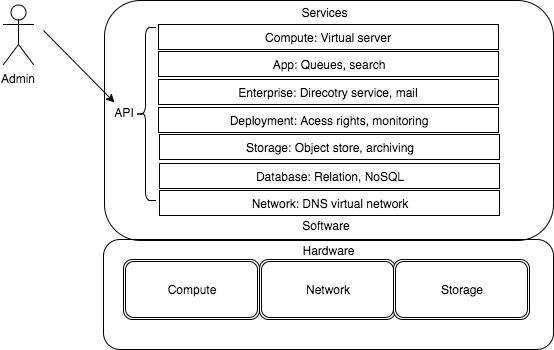 Services
Compute: Virtual server
App: Queues, search
Admin
Enterprise: Direcotry service, mail
API
Deployment: Acess rights, monitoring
Storage: Object store, archiving
Database: Relation, NoSQL
Network: DNS virtual network
Software
Hardware
Compute
Network
Storage